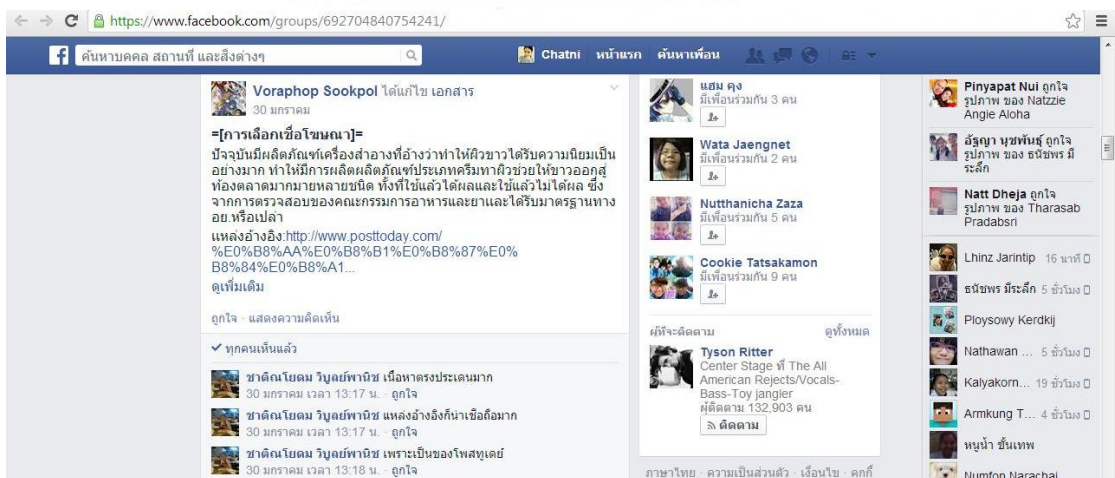 https://www.facebook.com/groups/692704840754241/
ค้นหาบุคคล สถานที่ และสิ่งต่างๆ
Chatni หน้าแรก ค้นหาเพื่อน
Voraphop Sookpol ได้แก้ไข เอกสาร
30 มกราคม
=[การเลือกเชื่อโฆษณา]=
ปัจจุบันมีผลิตภัณฑ์เครื่องสำอางที่อ้างว่าทำให้ผิวขาวได้รับความนิยมเป็น
อย่างมาก ทำให้มีการผลิตผลิตภัณฑ์ประเภทครีมทาผิวช่วยให้ขาวออกสู่
ท้องตลาดมากมายหลายชนิด ทั้งที่ใช้แล้วได้ผลและใช้แล้วไม่ได้ผล ซึ่ง
จากการตรวจสอบของคณะกรรมการอาหารและยาและได้รับมาตรฐานทาง
อย.หรือเปล่า
แหล่งอ้างอิง:http://www.posttoday.com/
%E0%B8%AA%E0%B8%B1%E0%B8%87%E0%
B8%84%E0%B8%A1...
ดูเพิ่มเติม
ถูกใจ · แสดงความคิดเห็น
ทุกคนเห็นแล้ว
ชาติณโยดม วิบูลย์พานิช เนื้อหาตรงประเดนมาก
30 มกราคม เวลา 13:17 น. · ถูกใจ
ชาติณโยดม วิบูลย์พานิช แหล่งอ้างอิงก็น่าเชื่อถือมาก
30 มกราคม เวลา 13:17 น. · ถูกใจ
ชาติณโยดม วิบูลย์พานิช เพราะเป็นของโพสทูเดย์
30 มกราคม เวลา 13:18 น. · ถูกใจ
แฮม คุง
มีเพื่อนร่วมกัน 3 คน
Wata Jaengnet
มีเพื่อนร่วมกัน 2 คน
Nutthanicha Zaza
มีเพื่อนร่วมกัน 5 คน
Cookie Tatsakamon
มีเพื่อนร่วมกัน 9 คน
ผู้ที่จะติดตาม ดูทั้งหมด
Tyson Ritter
Center Stage ที่ The All
American Rejects/Vocals-
Bass-Toy jangler
ผู้ติดตาม 132,903 คน
ติดตาม
ภาษาไทย · ความเป็นส่วนตัว · เงื่อนไข · คุกกี้
Pinyapat Nui ถูกใจ
รูปภาพ ของ Natzzie
Angie Aloha
อัฐญา นุชพันธุ์ ถูกใจ
รูปภาพ ของ ธนัชพร มี
ระลึก
Natt Dheja ถูกใจ
รูปภาพ ของ Tharasab
Pradabsri
Lhinz Jarintip 16 นาที
ธนัชพร มีระลึก 5 ชั่วโมง
Ploysowy Kerdkij
Nathawan ... 5 ชั่วโมง
Kalyakorn... 19 ชั่วโมง
Armkung T... 4 ชั่วโมง
หนูน้ำ ขั้นเทพ
Numfon Narachai